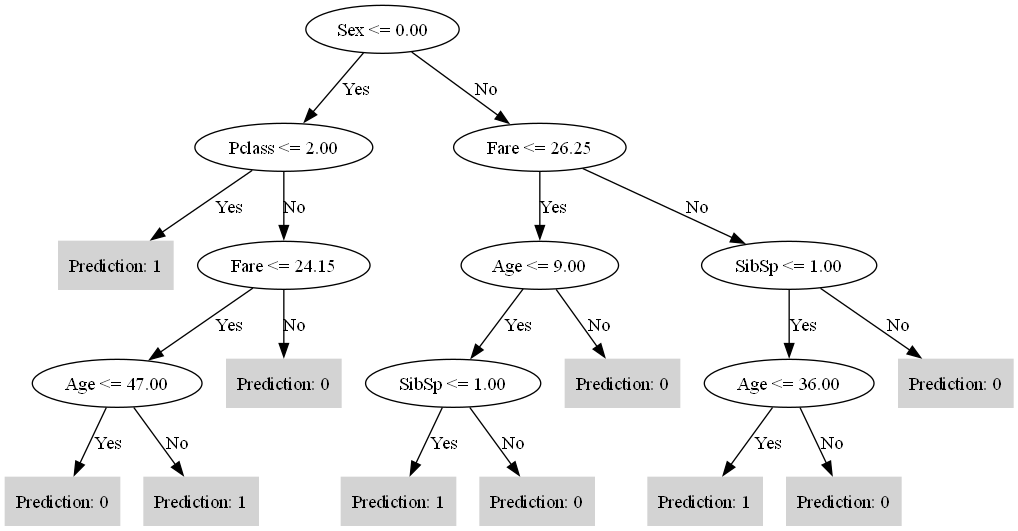 Sex <= 0.00
Yes
No
Pclass <= 2.00
Fare <= 26.25
Yes
No
Yes
No
Prediction: 1
Fare <= 24.15
Age <= 9.00
SibSp <= 1.00
Yes
No
Yes
No
Yes
No
Age <= 47.00
Prediction: 0
SibSp <= 1.00
Prediction: 0
Age <= 36.00
Prediction: 0
Yes
No
Yes
No
Yes
No
Prediction: 0
Prediction: 1
Prediction: 1
Prediction: 0
Prediction: 1
Prediction: 0